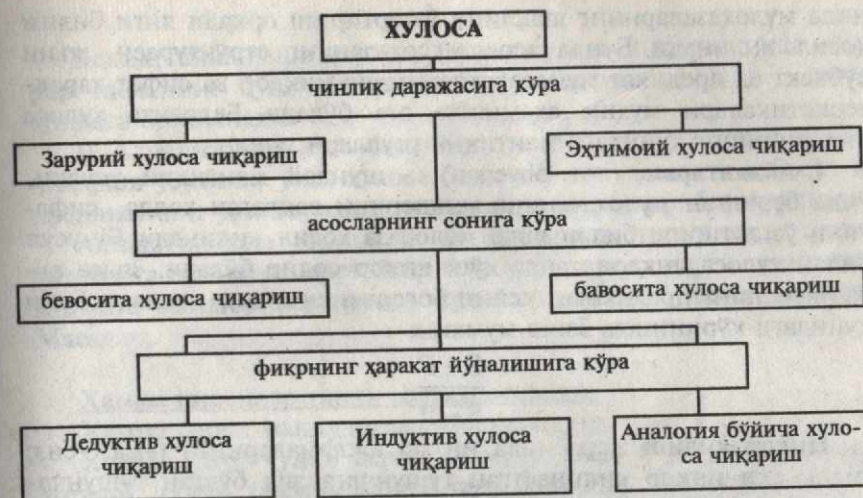 ХУЛОСА
чинлик даражасига кўра
Зарурий хулоса чиқариш
Эҳтимоий хулоса чиқариш
асосларнинг сонига кўра
бевосита хулоса чиқариш
бавосита хулоса чиқариш
фикрнинг ҳаракат йўналишига кўра
Дедуктив хулоса
чиқариш
Индуктив хулоса
чиқариш
Аналогия бўйича хуло-
са чиқариш